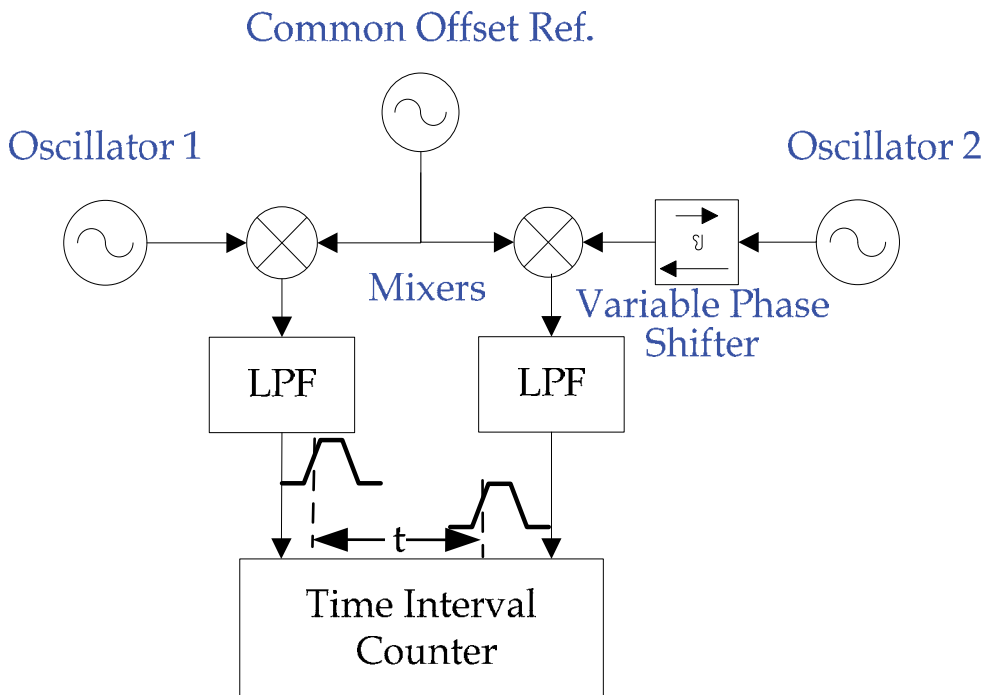 Common Offset Ref.
Oscillator 1
Oscillator 2
Mixers
Variable Phase
Shifter
LPF
LPF
t
Time Interval
Counter